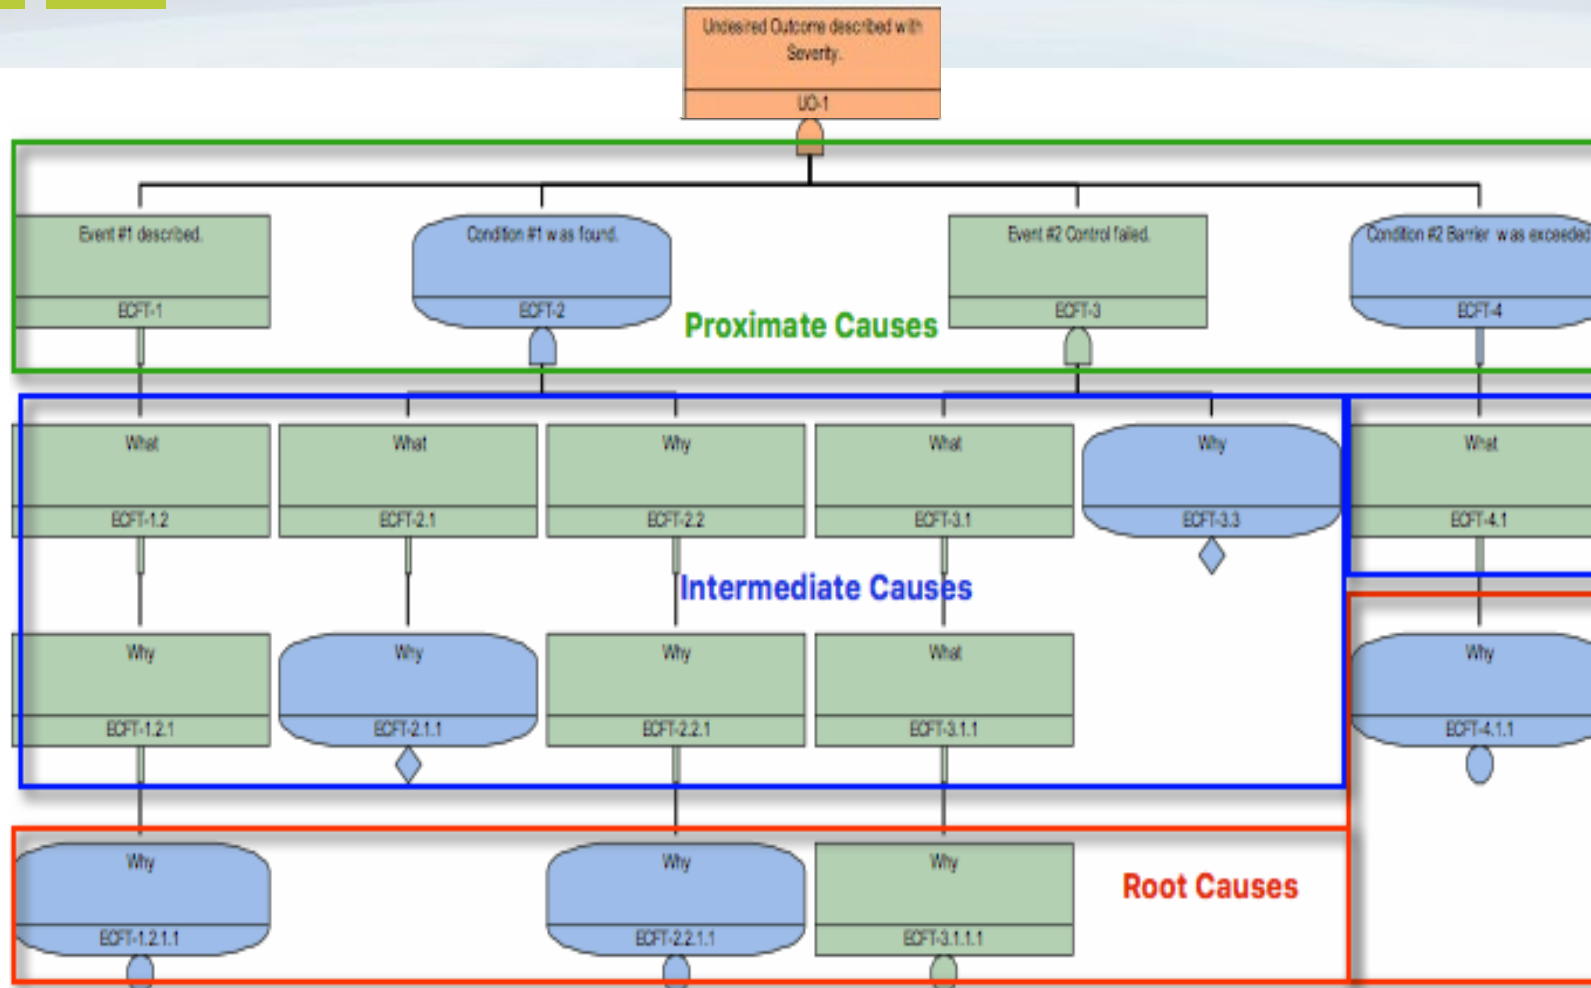 Undesired Outcome described with
Severity.
UO-1
Event #1 described.
Condition #1 was found.
Event #2 Control failed.
Condition #2 Barrier was exceeded
ECFT-1
ECFT-2
ECFT-3
ECFT-4
Proximate Causes
What
What
Why
What
Why
What
ECFT-1.2
ECFT-2.1
ECFT-2.2
ECFT-3.1
ECFT-3.3
ECFT-4.1
Intermediate Causes
Why
Why
Why
What
Why
ECFT-1.2.1
ECFT-2.1.1
ECFT-2.2.1
ECFT-3.1.1
ECFT-4.1.1
Why
Why
Why
Root Causes
ECFT-1.2.1.1
ECFT-2.2.1.1
ECFT-3.1.1.1